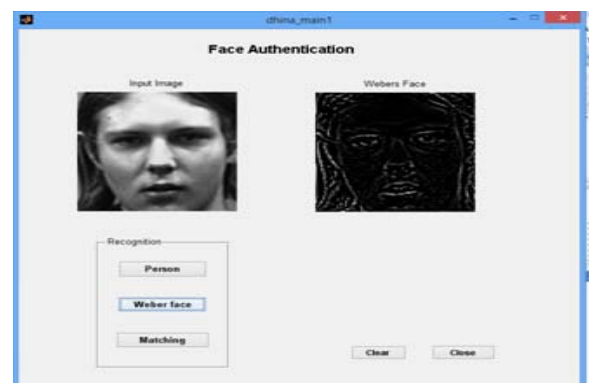 dhina_main1
Face Authentication
Input Image
Webers Face
Recognition
Person
Weber face
Matching
Clear
Close